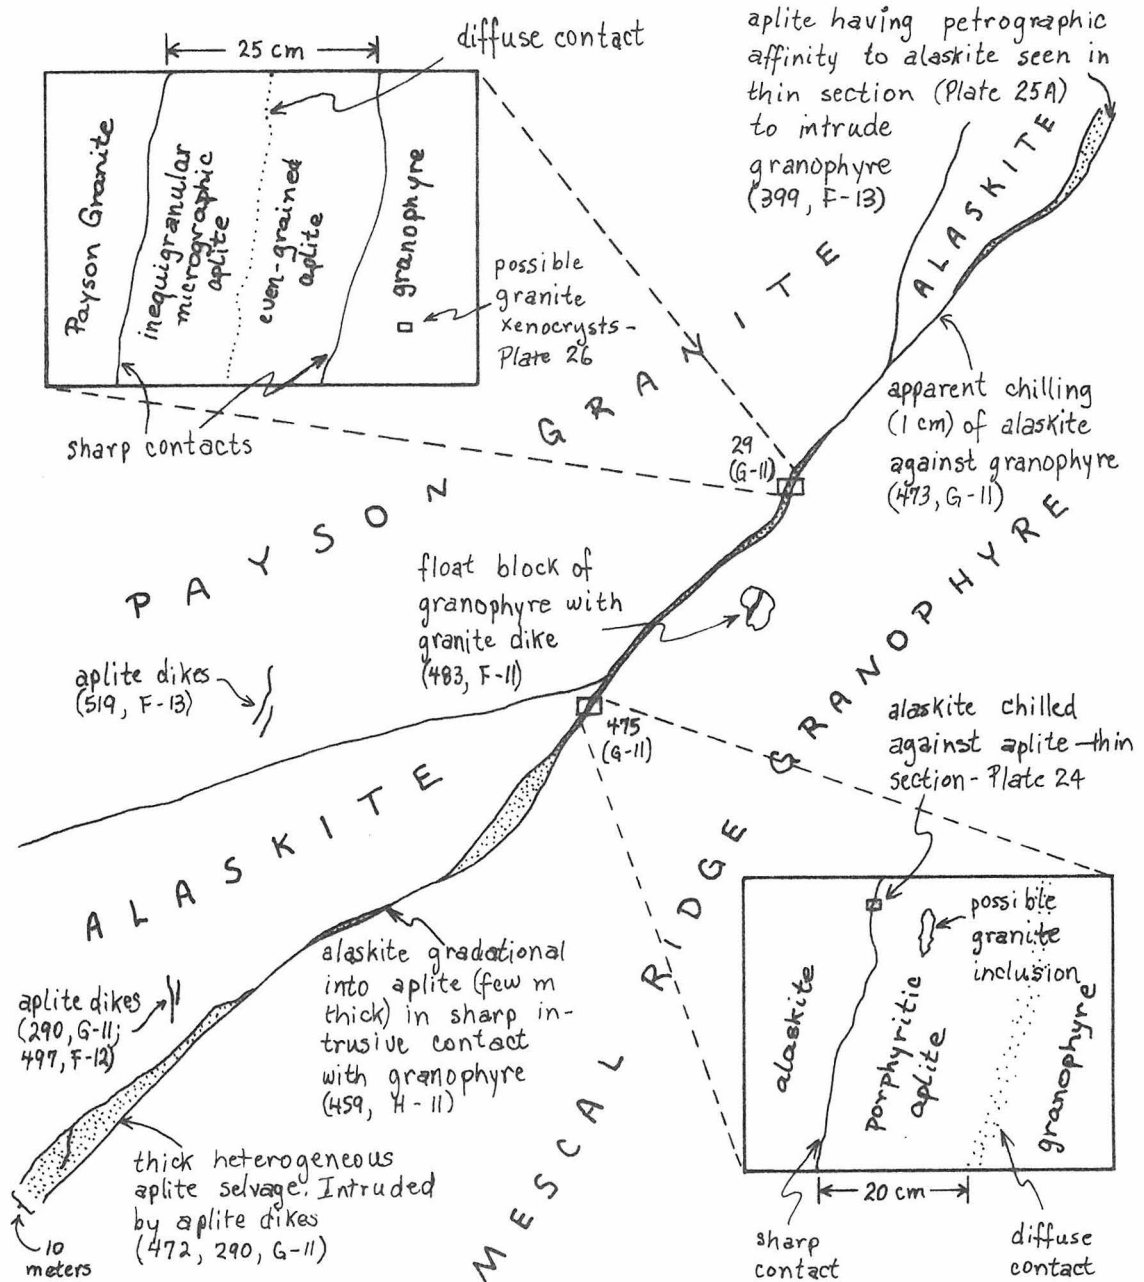 25 cm
diffuse contact
Payson Granite
inequigranular
micrographic
aplite
even-grained
aplite
granophyre
possible
granite
xenocrysts-
Plate 26
sharp contacts
aplite having petrographic
affinity to alaskite seen in
thin section (Plate 25A)
to intrude
granophyre
(399, F-13)
ALASKITE
apparent chilling
(1 cm) of alaskite
against granophyre
(473, G-11)
29
(G-11)
PAYSON GRANITE
float block of
granophyre with
granite dike
(483, F-11)
aplite dikes
(519, F-13)
475
(G-11)
MESCAL RIDGE GRANOPHYRE
alaskite chilled
against aplite-thin
section-Plate 24
ALASKITE
alaskite gradational
into aplite (few m
thick) in sharp in-
trusive contact
with granophyre
(459, H-11)
aplite dikes
(290, G-11;
497, F-12)
thick heterogeneous
aplite selvage. Intruded
by aplite dikes
(472, 290, G-11)
10
meters
alaskite
Porphyritic
aplite
possible
granite
inclusion
granophyre
20 cm
sharp
contact
diffuse
contact